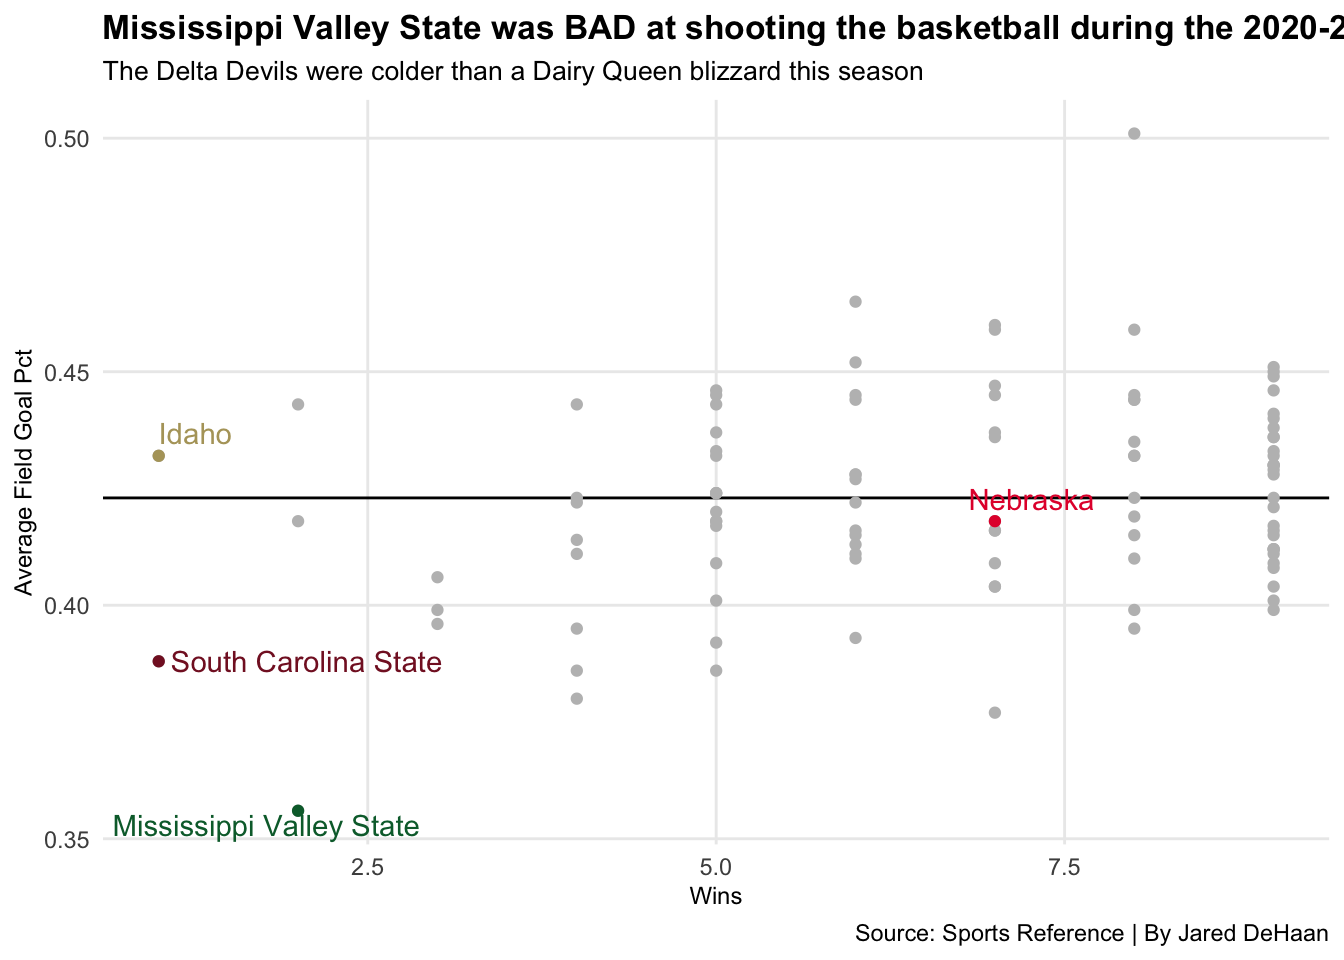 Mississippi Valley State was BAD at shooting the basketball during the 2020-2
The Delta Devils were colder than a Dairy Queen blizzard this season
Average Field Goal Pct
0.50
0.45
0.40
0.35
Idaho
Nebraska
South Carolina State
Mississippi Valley State
2.5
5.0
7.5
Wins
Source: Sports Reference | By Jared DeHaan